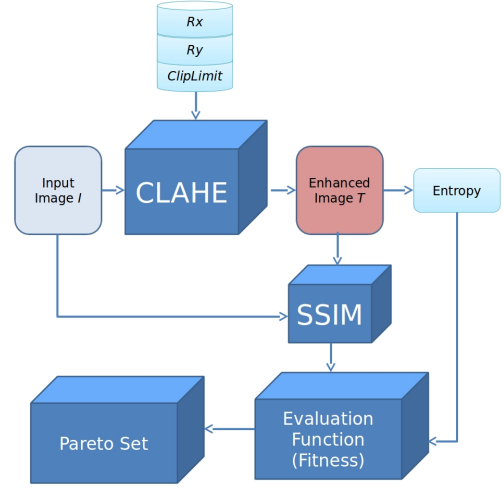 Rx
Ry
ClipLimit
Input
Image I
CLAHE
Enhanced
Image T
Entropy
SSIM
Evaluation
Function
(Fitness)
Pareto Set